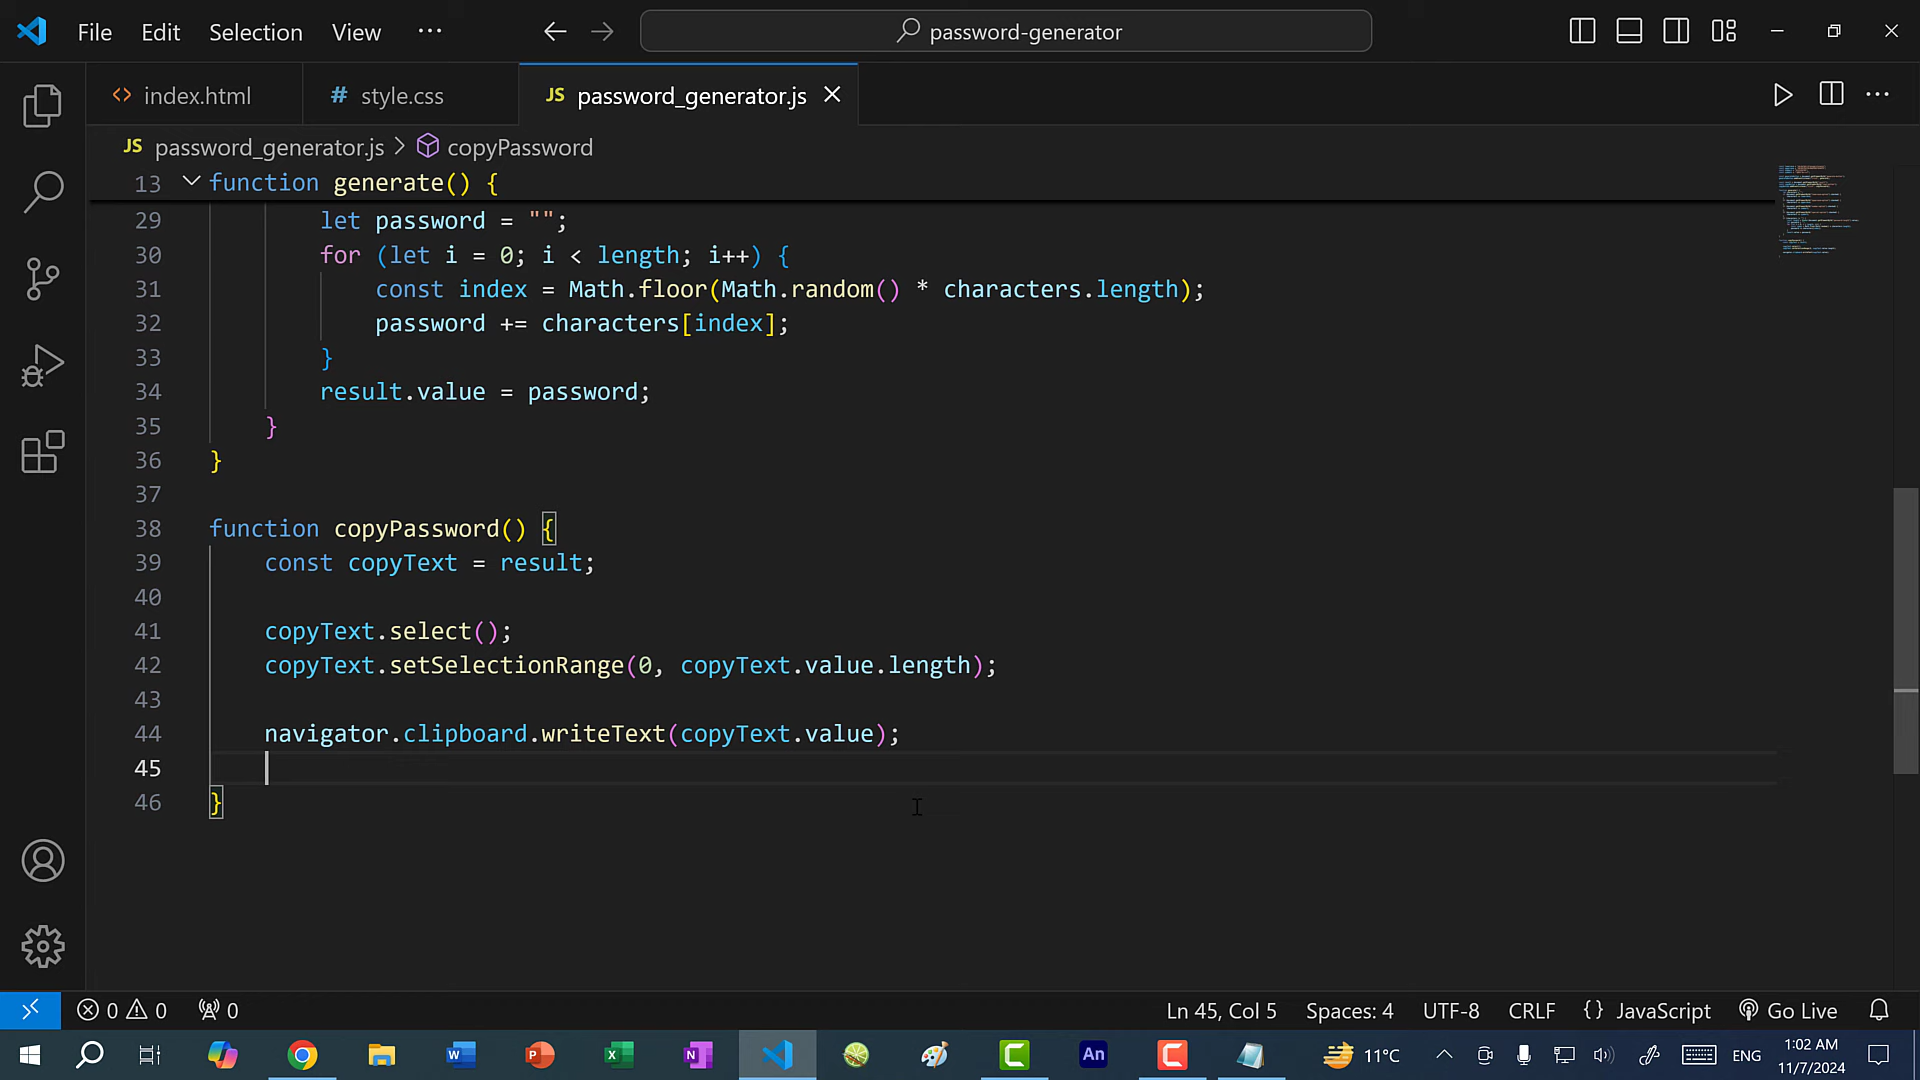 File Edit Selection View ··· password-generator
index.html # style.css JS password_generator.js
JS password_generator.js > copyPassword
13 function generate() {
29 let password = "";
30 for (let i = 0; i < length; i++) {
31 const index = Math.floor(Math.random() * characters.length);
32 password += characters[index];
33 }
34 result.value = password;
35 }
36 }
37
38 function copyPassword() {
39 const copyText = result;
40
41 copyText.select();
42 copyText.setSelectionRange(0, copyText.value.length);
43
44 navigator.clipboard.writeText(copyText.value);
45
46 }
0 0 0 Ln 45, Col 5 Spaces: 4 UTF-8 CRLF {} JavaScript Go Live
An 11°C ENG 1:02 AM
11/7/2024